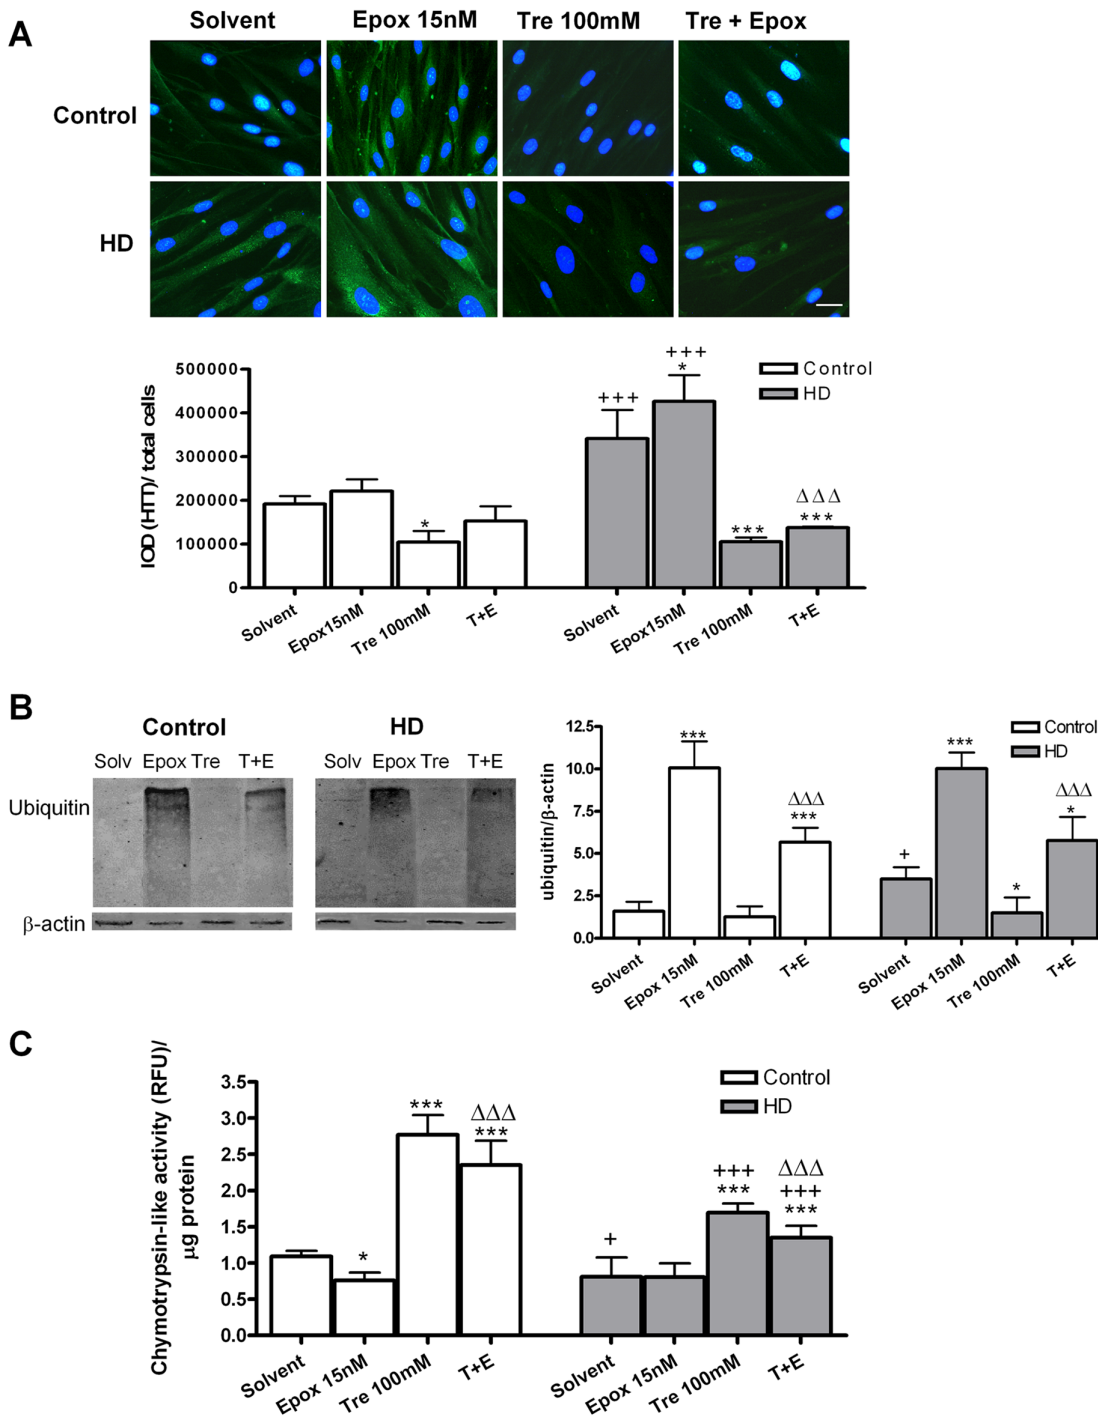 A
Solvent Epox 15nM Tre 100mM Tre + Epox
Control
HD
IOD (HTT)/ total cells
500000
400000
300000
200000
100000
0
*
+++
+++
*
***
ΔΔΔ
***
Control
HD
Solvent Epox15nM Tre 100mM T+E Solvent Epox15nM Tre 100mM T+E
B
Control HD
Solv Epox Tre T+E Solv Epox Tre T+E
Ubiquitin
β-actin
ubiquitin/β-actin
12.5
10.0
7.5
5.0
2.5
0.0
***
ΔΔΔ
***
+
***
*
ΔΔΔ
*
Control
HD
Solvent Epox 15nM Tre 100mM T+E Solvent Epox 15nM Tre 100mM T+E
C
Chymotrypsin-like activity (RFU)/
μg protein
3.5
3.0
2.5
2.0
1.5
1.0
0.5
0.0
*
***
ΔΔΔ
***
+
+++
***
ΔΔΔ
+++
***
Control
HD
Solvent Epox 15nM Tre 100mM T+E Solvent Epox 15nM Tre 100mM T+E